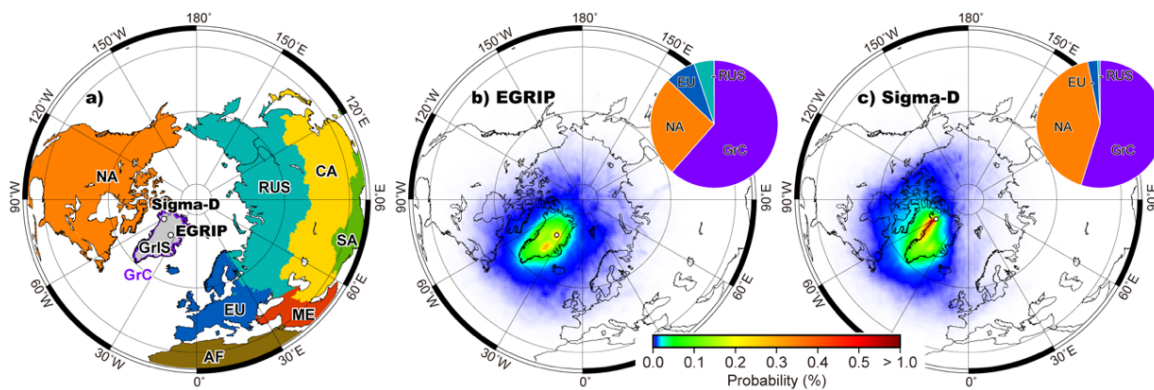 180°
150°W
150°E
120°W
120°E
90°W
90°E
60°W
60°E
30°W
30°E
0°
a)
NA
RUS
CA
SA
Sigma-D
EGRIP
GrIS
GrC
EU
ME
AF
180°
150°W
150°E
120°W
90°W
60°W
60°E
30°W
30°E
0°
b) EGRIP
EU
RUS
NA
GrC
180°
150°W
150°E
120°W
90°W
90°E
60°W
60°E
30°W
30°E
0°
c) Sigma-D
EU
RUS
NA
GrC
0.0 0.1 0.2 0.3 0.4 0.5 > 1.0
Probability (%)